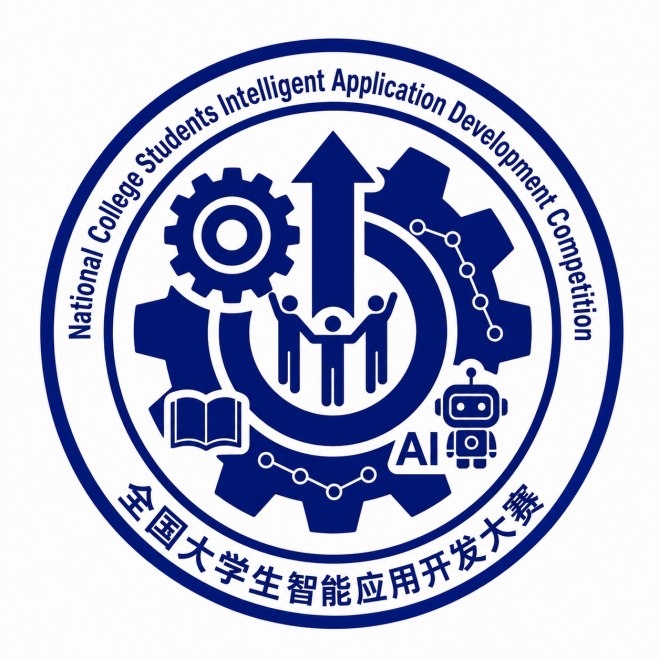 National College Students Intelligent Application Development Competition
AI
全国大学生智能应用开发大赛